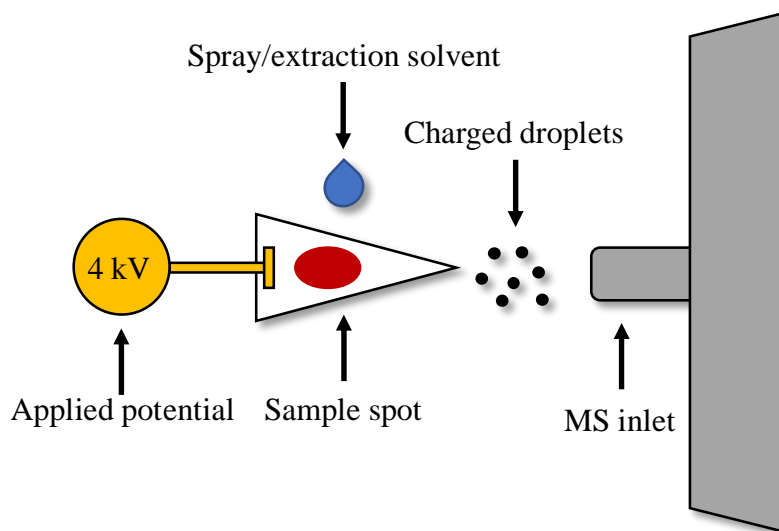 Spray/extraction solvent
Charged droplets
4 kV
Applied potential
Sample spot
MS inlet